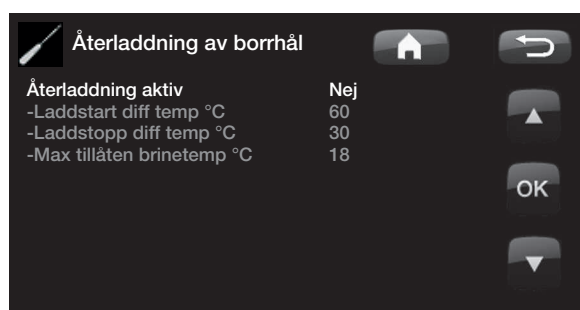 Återladdning av borrhål
Återladdning aktiv Nej
-Laddstart diff temp °C 60
-Laddstopp diff temp °C 30
-Max tillåten brinetemp °C 18
OK